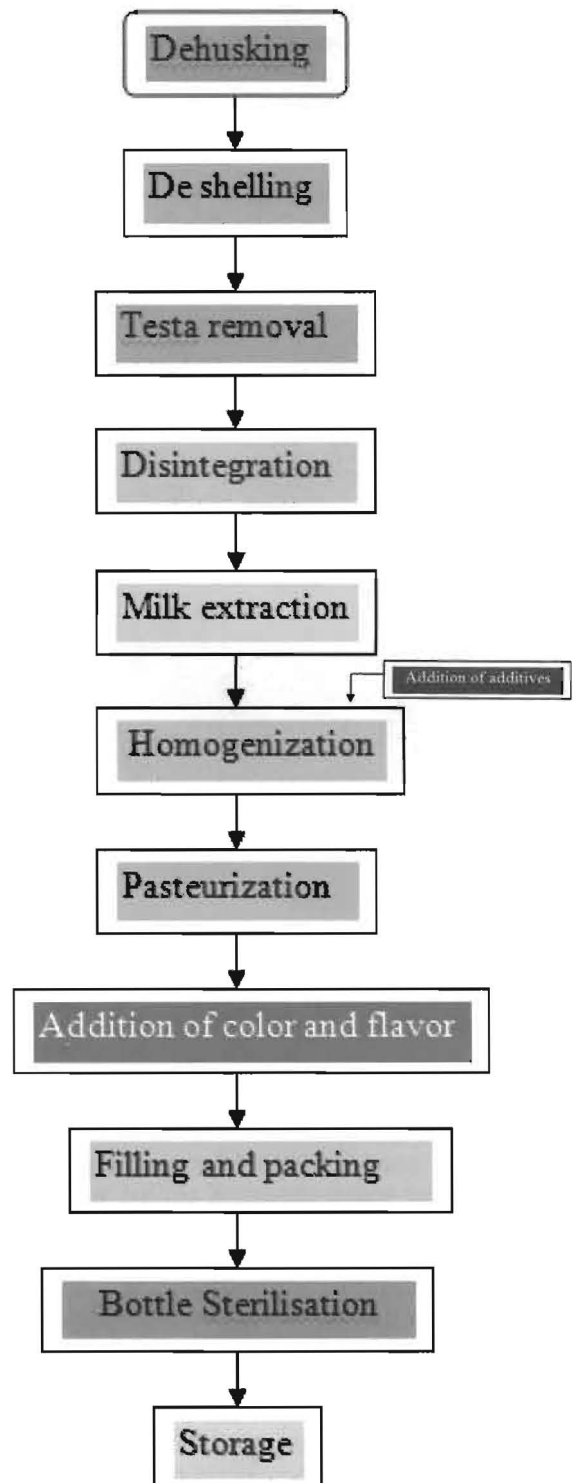 Dehusking
De shelling
Testa removal
Disintegration
Milk extraction
Addition of additives
Homogenization
Pasteurization
Addition of color and flavor
Filling and packing
Bottle Sterilisation
Storage